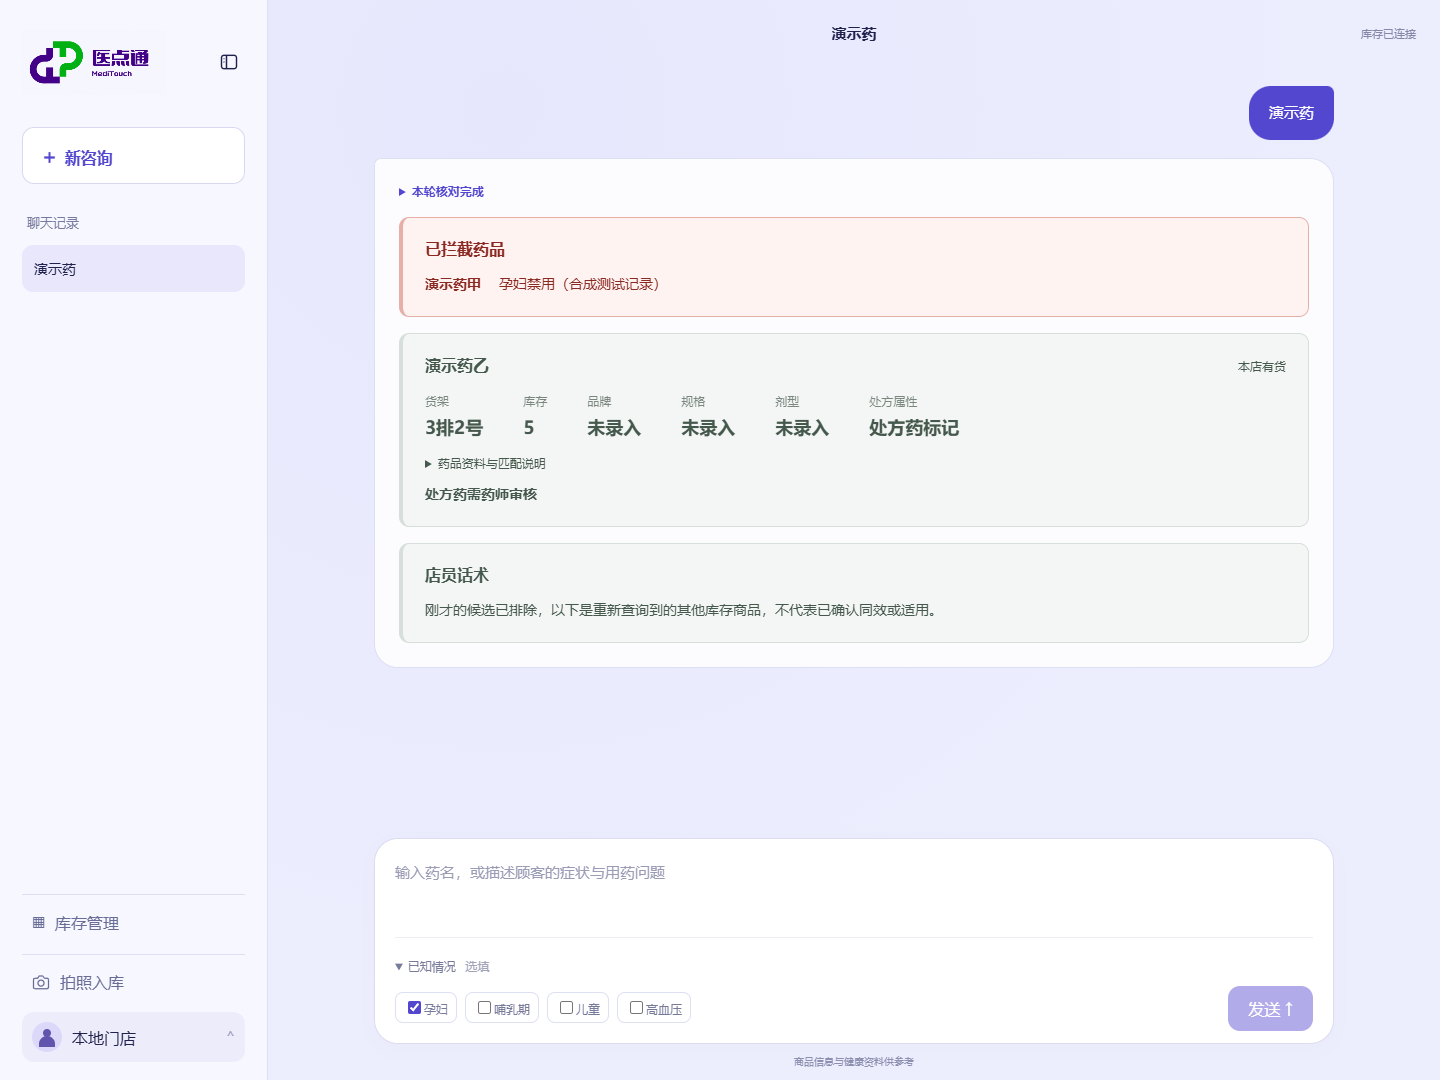 医点通
MediTouch
+ 新咨询
聊天记录
演示药
库存管理
拍照入库
本地门店
演示药
库存已连接
演示药
本轮核对完成
已拦截药品
演示药甲 孕妇禁用（合成测试记录）
演示药乙
本店有货
货架 库存 品牌 规格 剂型 处方属性
3排2号 5 未录入 未录入 未录入 处方药标记
药品资料与匹配说明
处方药需药师审核
店员话术
刚才的候选已排除，以下是重新查询到的其他库存商品，不代表已确认同效或适用。
输入药名，或描述顾客的症状与用药问题
已知情况 选填
孕妇 哺乳期 儿童 高血压
发送↑
商品信息与健康资料供参考